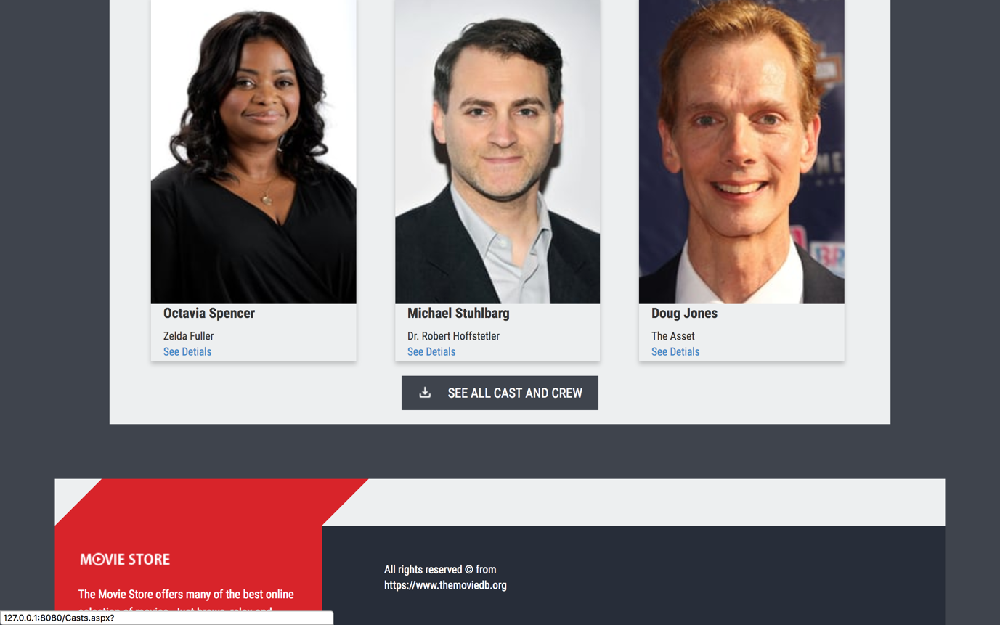 Octavia Spencer
Zelda Fuller
See Detials
Michael Stuhlbarg
Dr. Robert Hoffstetler
See Detials
Doug Jones
The Asset
See Detials
SEE ALL CAST AND CREW
MOVIE STORE
The Movie Store offers many of the best online
All rights reserved © from
https://www.themoviedb.org
127.0.0.1:8080/Casts.aspx?